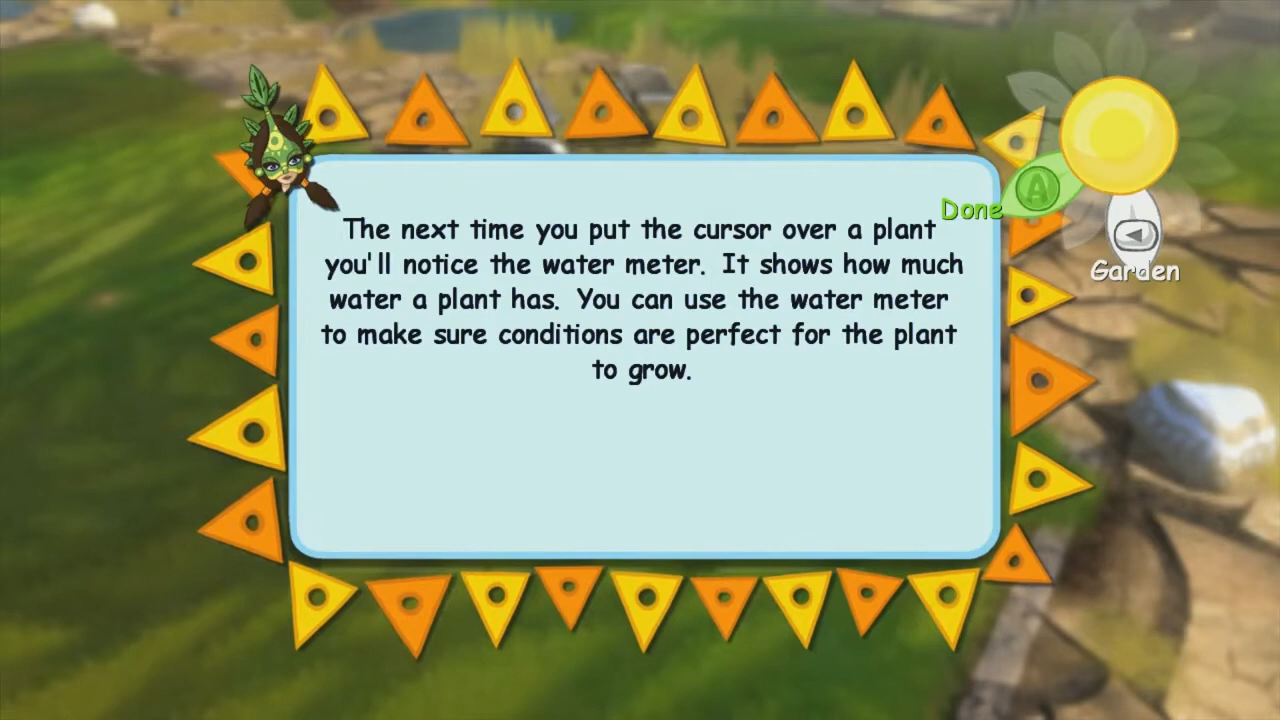 The next time you put the cursor over a plant
you'll notice the water meter. It shows how much
water a plant has. You can use the water meter
to make sure conditions are perfect for the plant
to grow.
Done
A
Garden